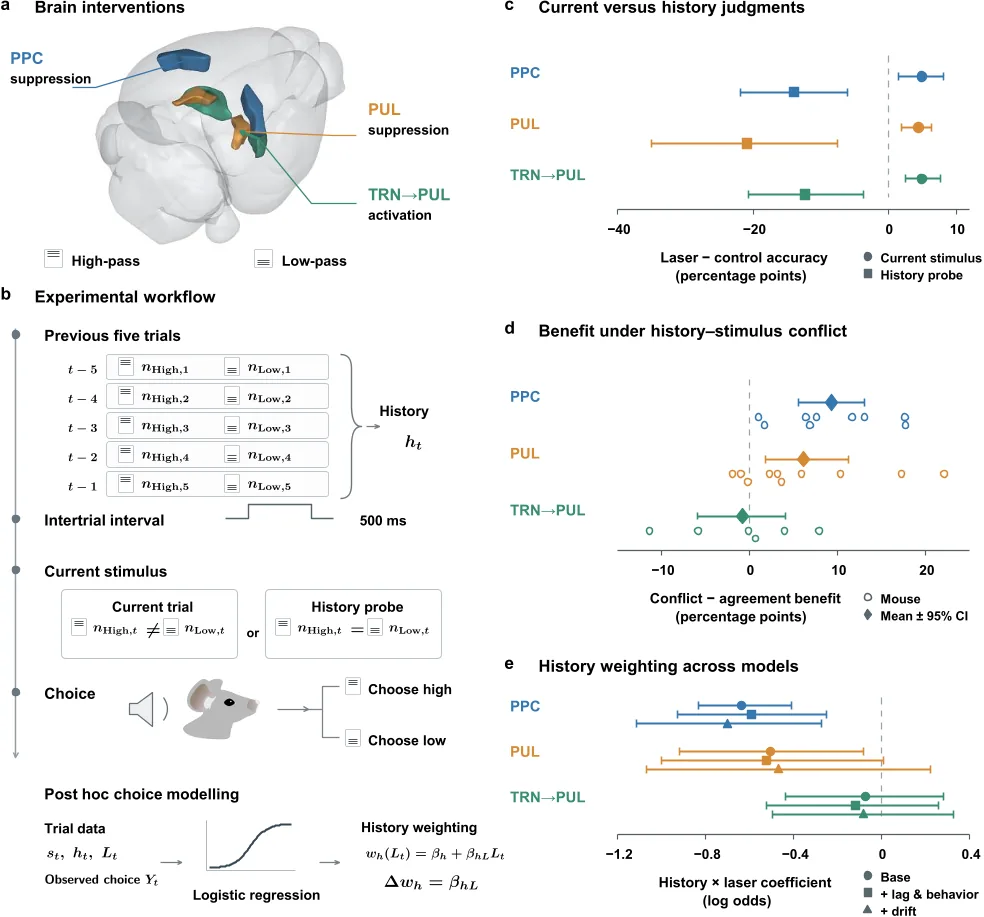 a Brain interventions
PPC
suppression
PUL
suppression
TRN→PUL
activation
High-pass
Low-pass
b Experimental workflow
Previous five trials
t − 5 n_High,1 n_Low,1
t − 4 n_High,2 n_Low,2
t − 3 n_High,3 n_Low,3
t − 2 n_High,4 n_Low,4
t − 1 n_High,5 n_Low,5
History
h_t
Intertrial interval
500 ms
Current stimulus
Current trial
n_High,t ≠ n_Low,t
or
History probe
n_High,t = n_Low,t
Choice
Choose high
Choose low
Post hoc choice modelling
Trial data
s_t, h_t, L_t
Observed choice Y_t
Logistic regression
History weighting
w_h(L_t) = β_h + β_hL L_t
Δw_h = β_hL
c Current versus history judgments
PPC
PUL
TRN→PUL
−40 −20 0 10
Laser − control accuracy
(percentage points)
Current stimulus
History probe
d Benefit under history–stimulus conflict
PPC
PUL
TRN→PUL
−10 0 10 20
Conflict − agreement benefit
(percentage points)
Mouse
Mean ± 95% CI
e History weighting across models
PPC
PUL
TRN→PUL
−1.2 −0.8 −0.4 0 0.4
History × laser coefficient
(log odds)
Base
+ lag & behavior
+ drift